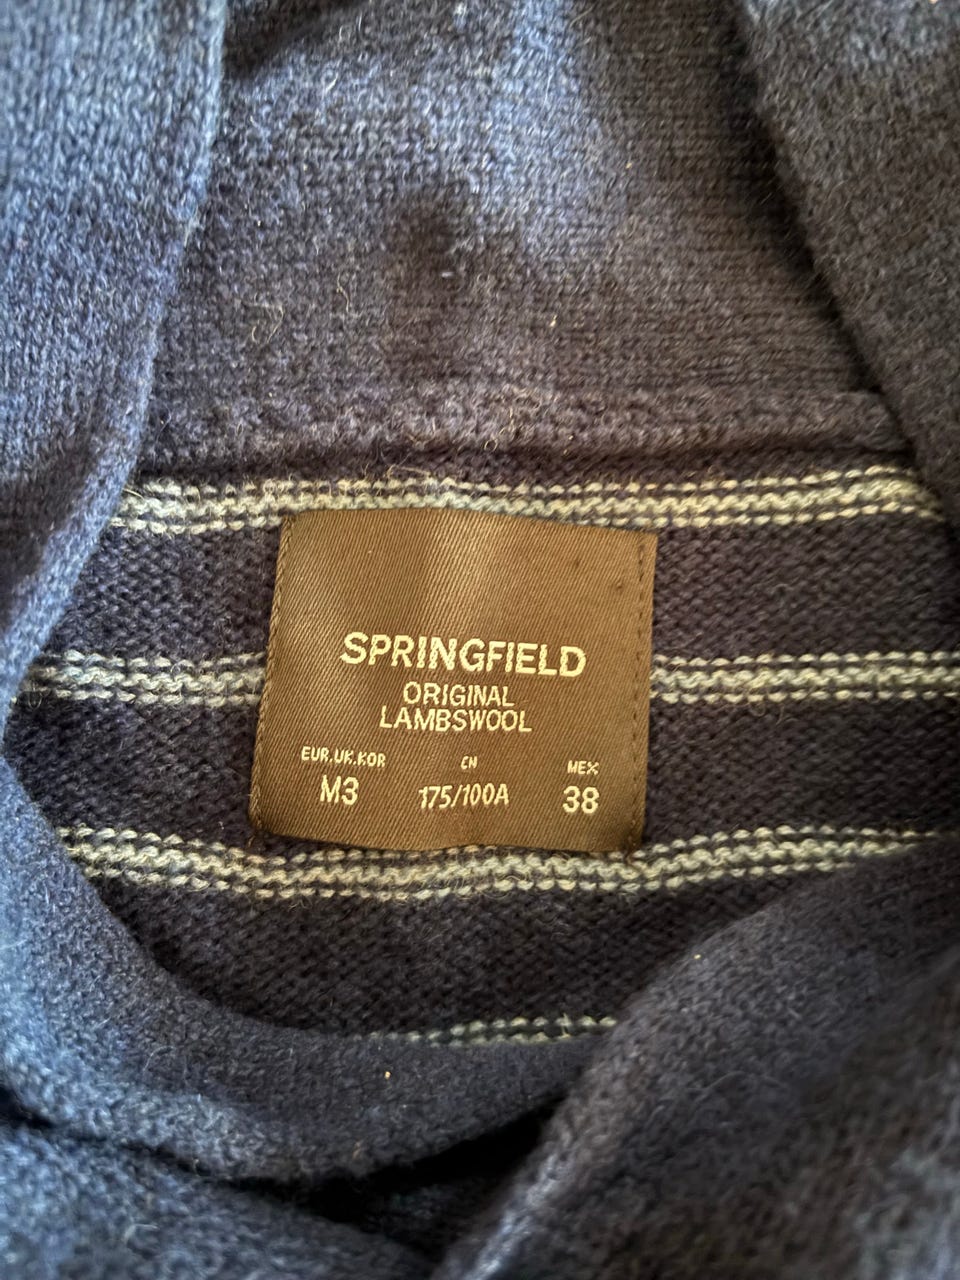 SPRINGFIELD
ORIGINAL
LAMBSWOOL
EUR.UK.KOR CN MEX
M3 175/100A 38